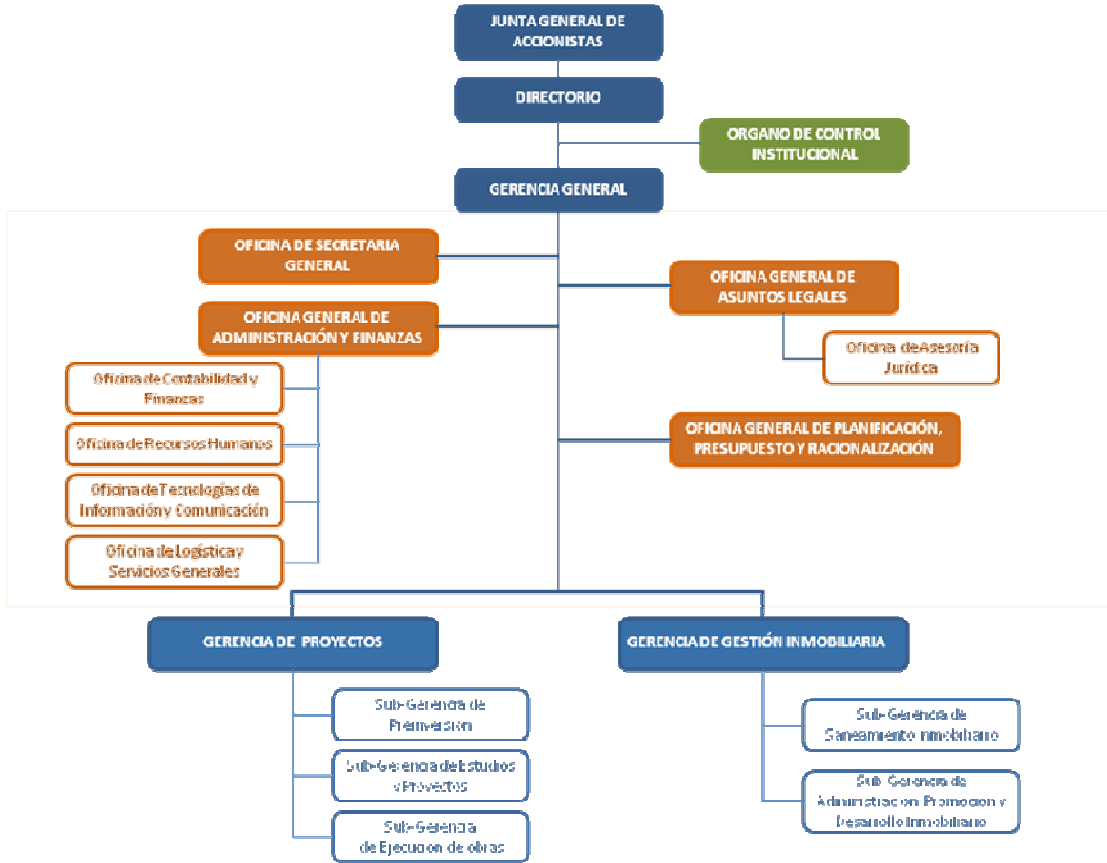 JUNTA GENERAL DE
ACCIONISTAS
DIRECTORIO
ORGANO DE CONTROL
INSTITUCIONAL
GERENCIA GENERAL
OFICINA DE SECRETARIA
GENERAL
OFICINA GENERAL DE
ASUNTOS LEGALES
OFICINA GENERAL DE
ADMINISTRACIÓN Y FINANZAS
Oficina de Asesoría
Jurídica
Oficina de Contabilidad y
Finanzas
OFICINA GENERAL DE PLANIFICACIÓN,
PRESUPUESTO Y RACIONALIZACIÓN
Oficina de Recursos Humanos
Oficina de Tecnologías de
Información y Comunicación
Oficina de Logística y
Servicios Generales
GERENCIA DE PROYECTOS
GERENCIA DE GESTIÓN INMOBILIARIA
Sub-Gerencia de
Preinversión
Sub-Gerencia de Estudios
y Proyectos
Sub-Gerencia
de Ejecucion de obras
Sub-Gerencia de
Saneamiento Inmobiliario
Sub Gerencia de
Administracion Promocion y
Desarrollo Inmobiliario